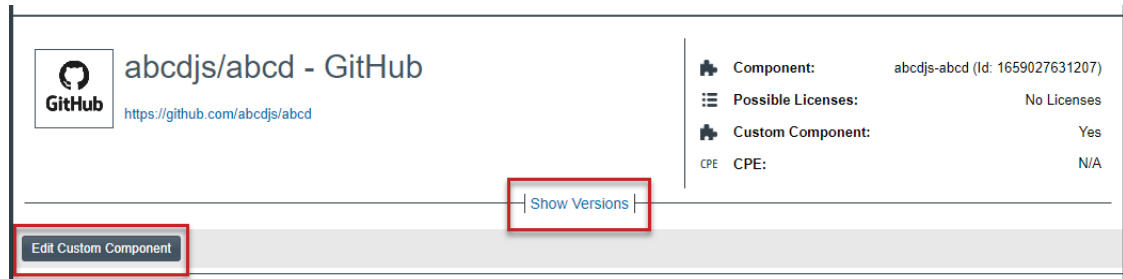 GitHub
abcdjs/abcd - GitHub
https://github.com/abcdjs/abcd
Component: abcdjs-abcd (Id: 1659027631207)
Possible Licenses: No Licenses
Custom Component: Yes
CPE CPE: N/A
Show Versions
Edit Custom Component